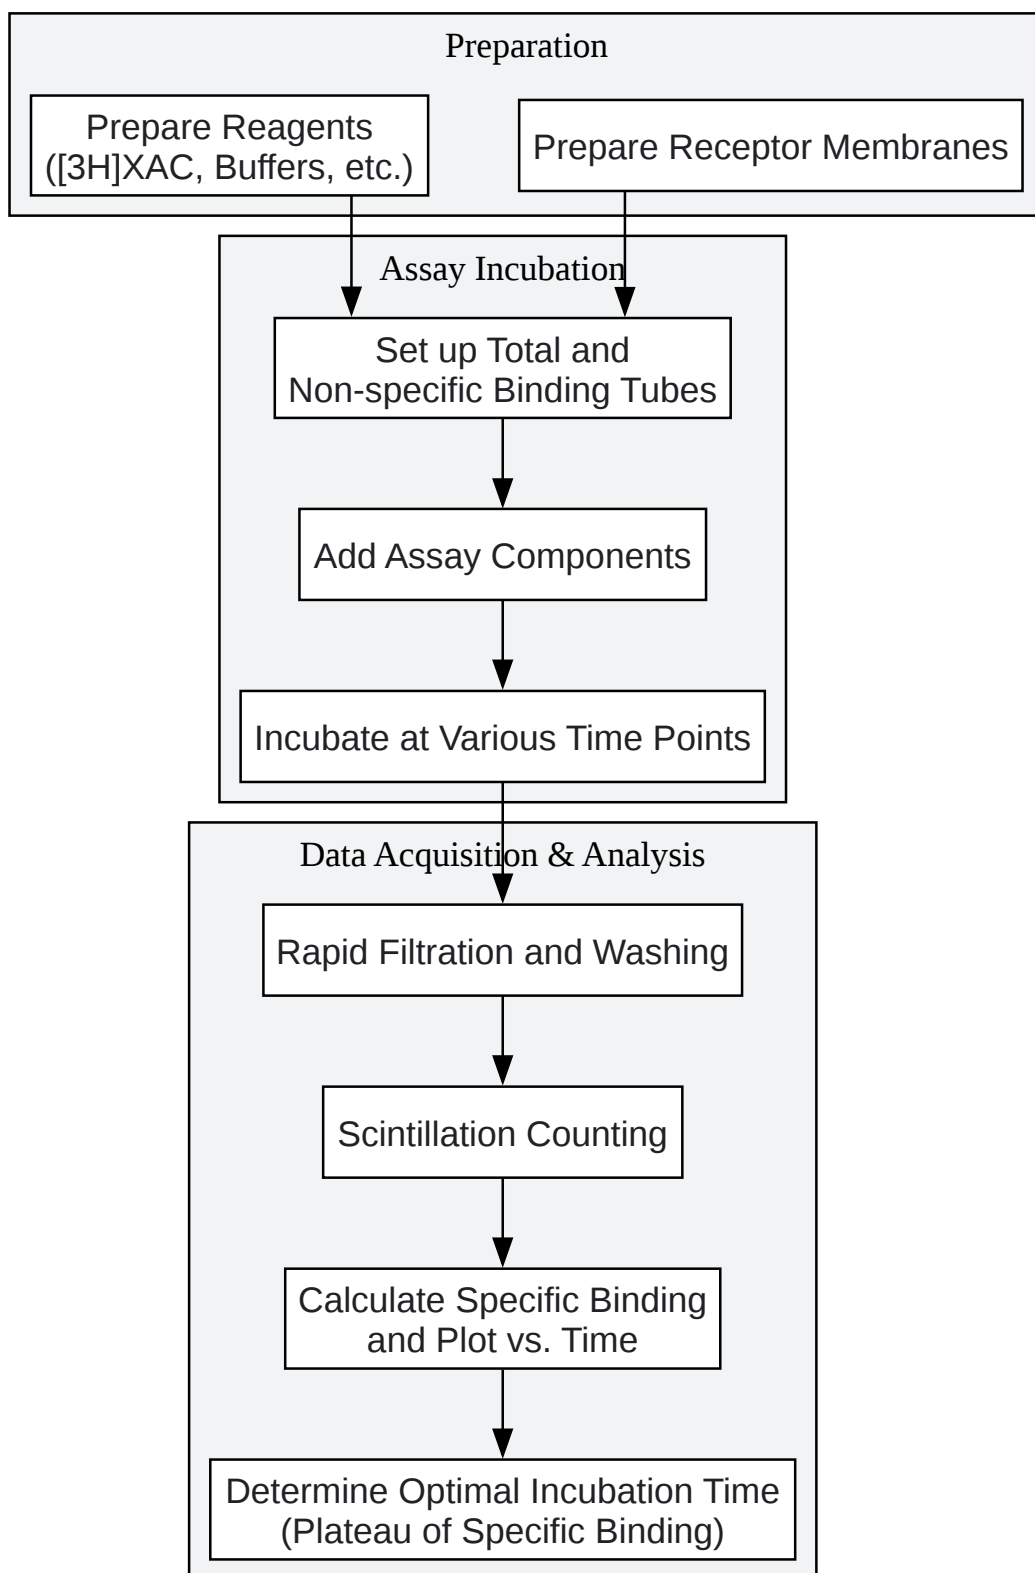 Preparation
Prepare Reagents
([3H]XAC, Buffers, etc.)
Prepare Receptor Membranes
Assay Incubation
Set up Total and
Non-specific Binding Tubes
Add Assay Components
Incubate at Various Time Points
Data Acquisition & Analysis
Rapid Filtration and Washing
Scintillation Counting
Calculate Specific Binding
and Plot vs. Time
Determine Optimal Incubation Time
(Plateau of Specific Binding)